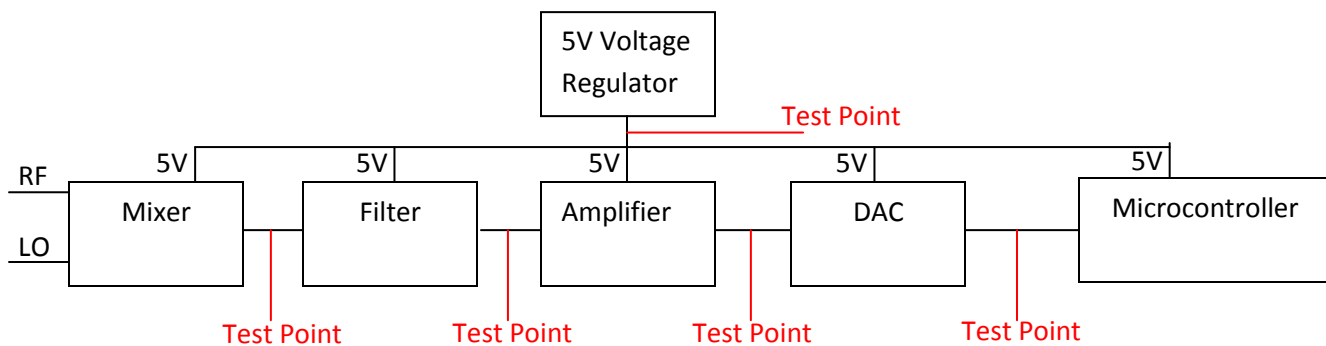 5V Voltage
Regulator
Test Point
5V
5V
5V
5V
5V
RF
LO
Mixer
Filter
Amplifier
DAC
Microcontroller
Test Point
Test Point
Test Point
Test Point